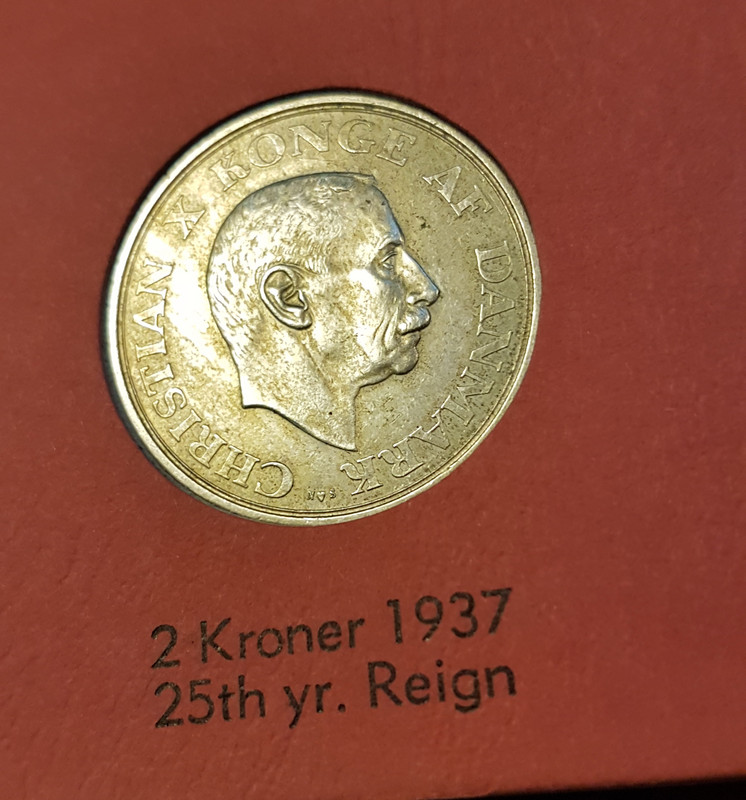 CHRISTIAN X KONGE AF DANMARK
N♥S
2 Kroner 1937
25th yr. Reign